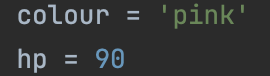 colour = 'pink'
hp = 90